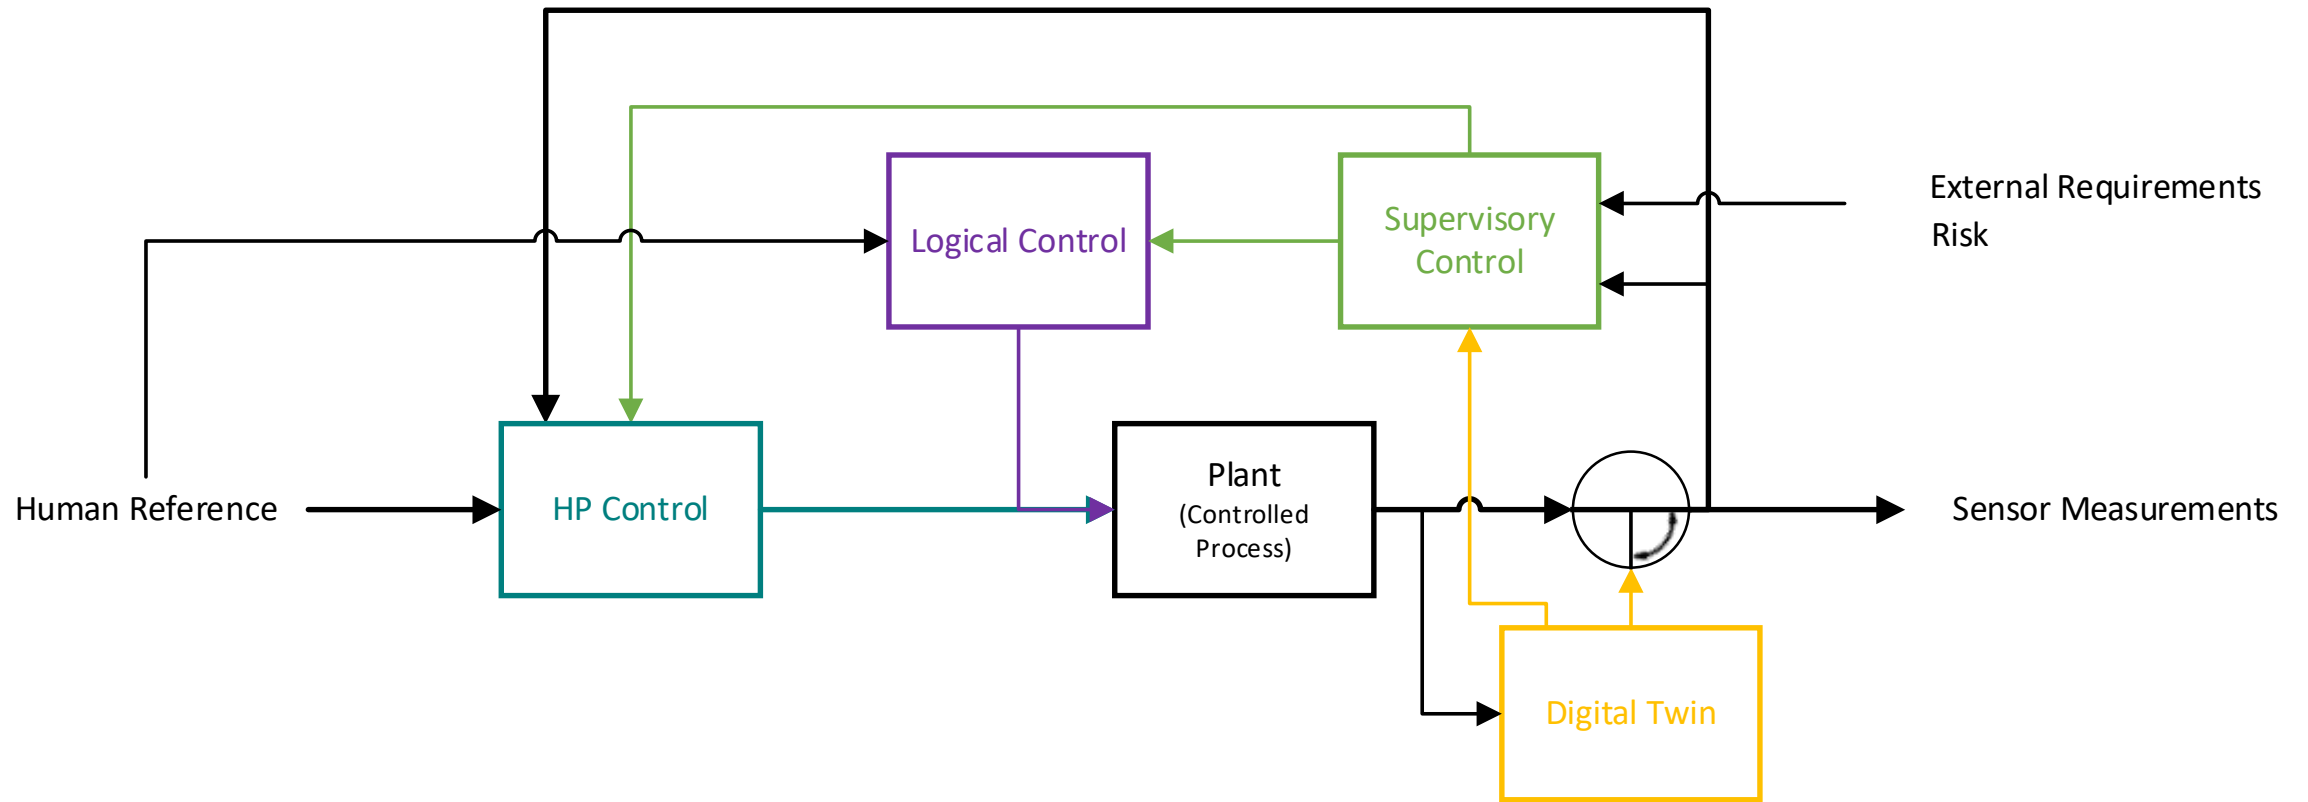 External Requirements
Risk
Logical Control
Supervisory
Control
Human Reference
HP Control
Plant
(Controlled
Process)
Sensor Measurements
Digital Twin